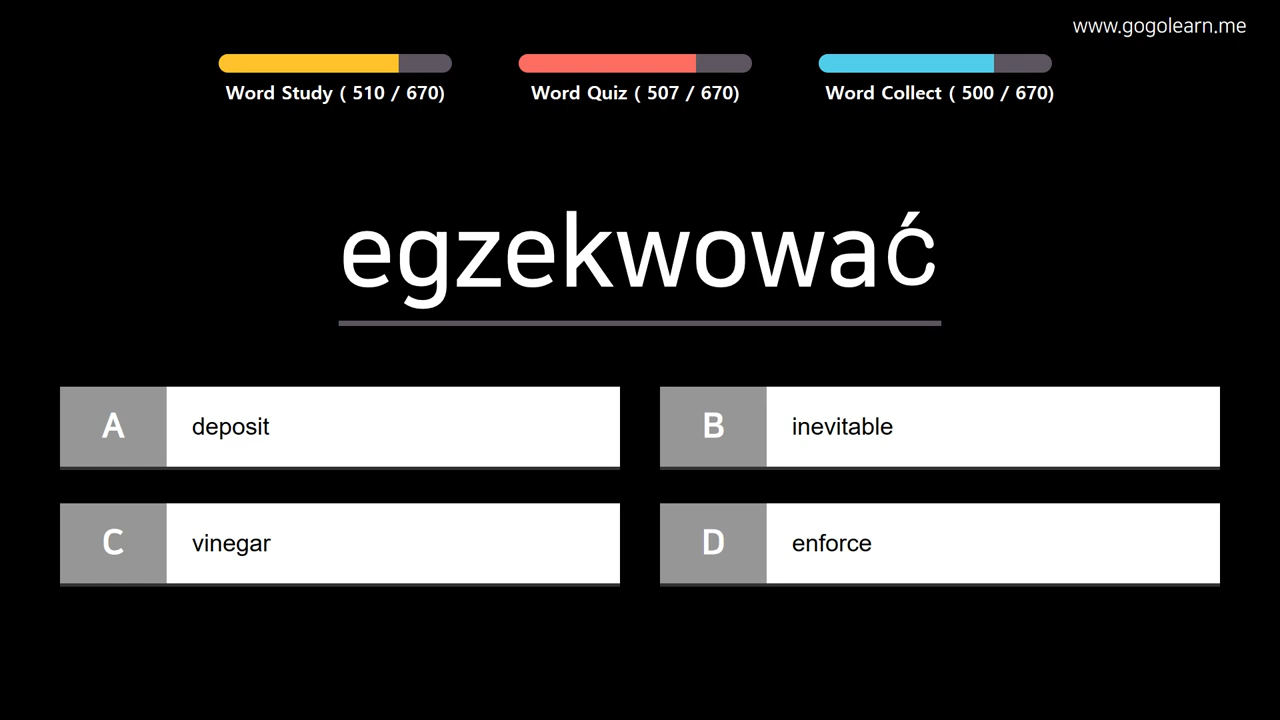 www.gogolearn.me
Word Study ( 510 / 670)
Word Quiz ( 507 / 670)
Word Collect ( 500 / 670)
egzekwować
A deposit
B inevitable
C vinegar
D enforce